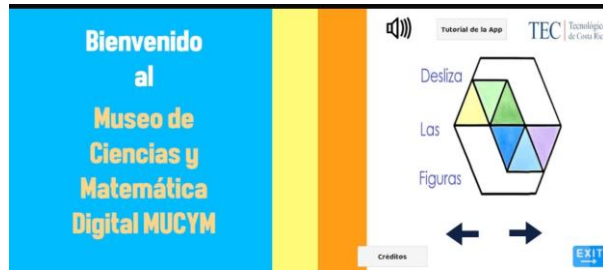 Bienvenido
al
Museo de
Ciencias y
Matemática
Digital MUCYM
Tutorial de la App
TEC Tecnológico
de Costa Ric
Desliza
Las
Figuras
Créditos
EXIT